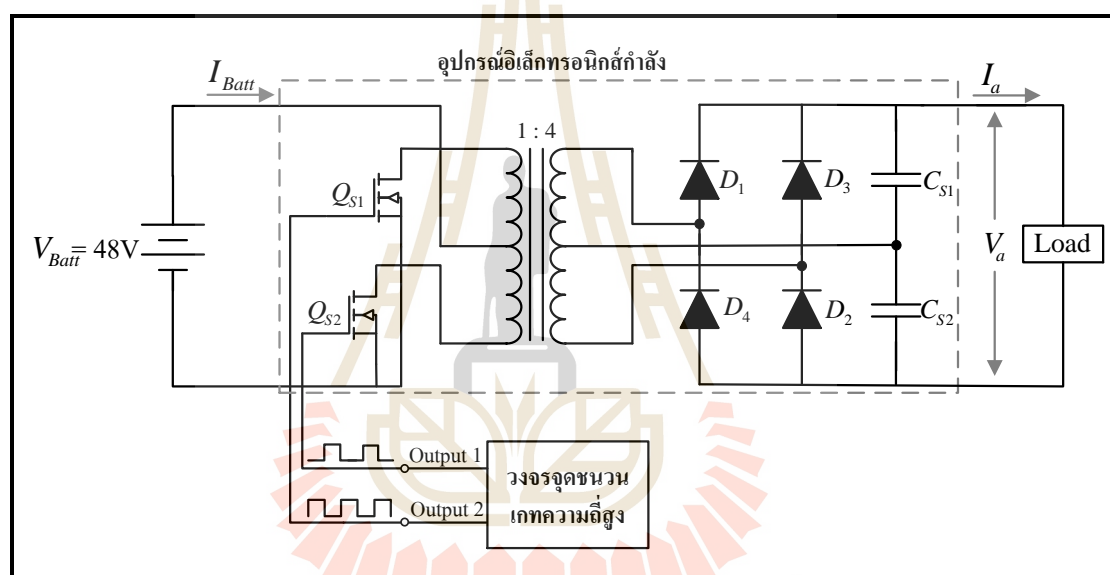 อุปกรณ์อิเล็กทรอนิกส์กำลัง
I_Batt
I_a
1 : 4
Q_S1
D_1
D_3
C_S1
V_Batt = 48V
V_a
Load
Q_S2
D_4
D_2
C_S2
Output 1
วงจรจุดชนวน
Output 2
เกทความถี่สูง